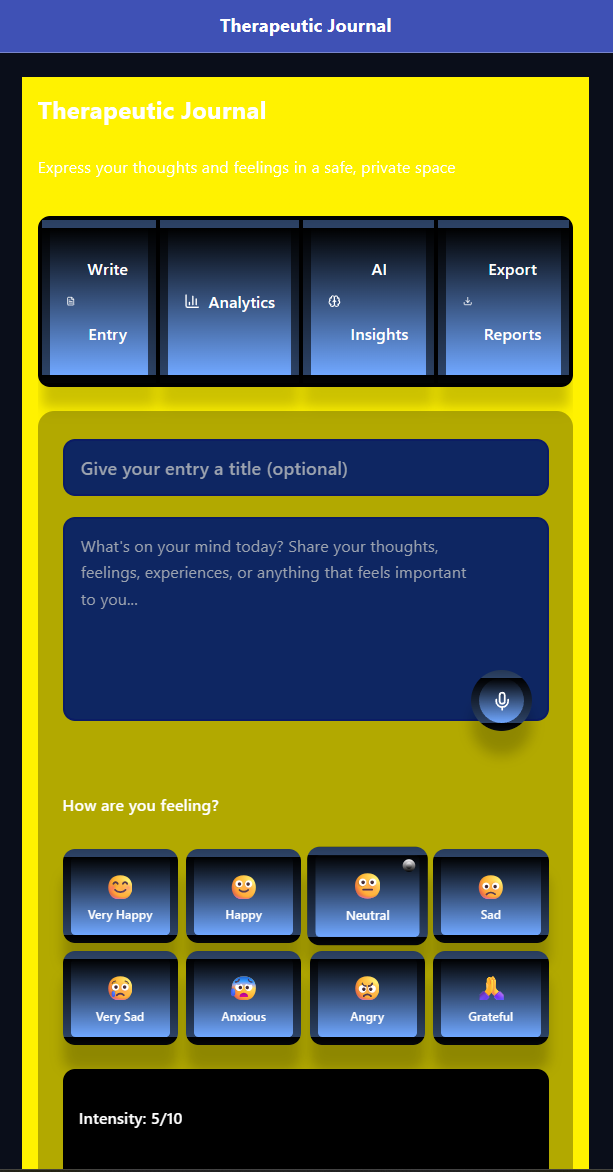 Therapeutic Journal
Therapeutic Journal
Express your thoughts and feelings in a safe, private space
Write
Entry
Analytics
AI
Insights
Export
Reports
Give your entry a title (optional)
What's on your mind today? Share your thoughts,
feelings, experiences, or anything that feels important
to you...
How are you feeling?
Very Happy
Happy
Neutral
Sad
Very Sad
Anxious
Angry
Grateful
Intensity: 5/10